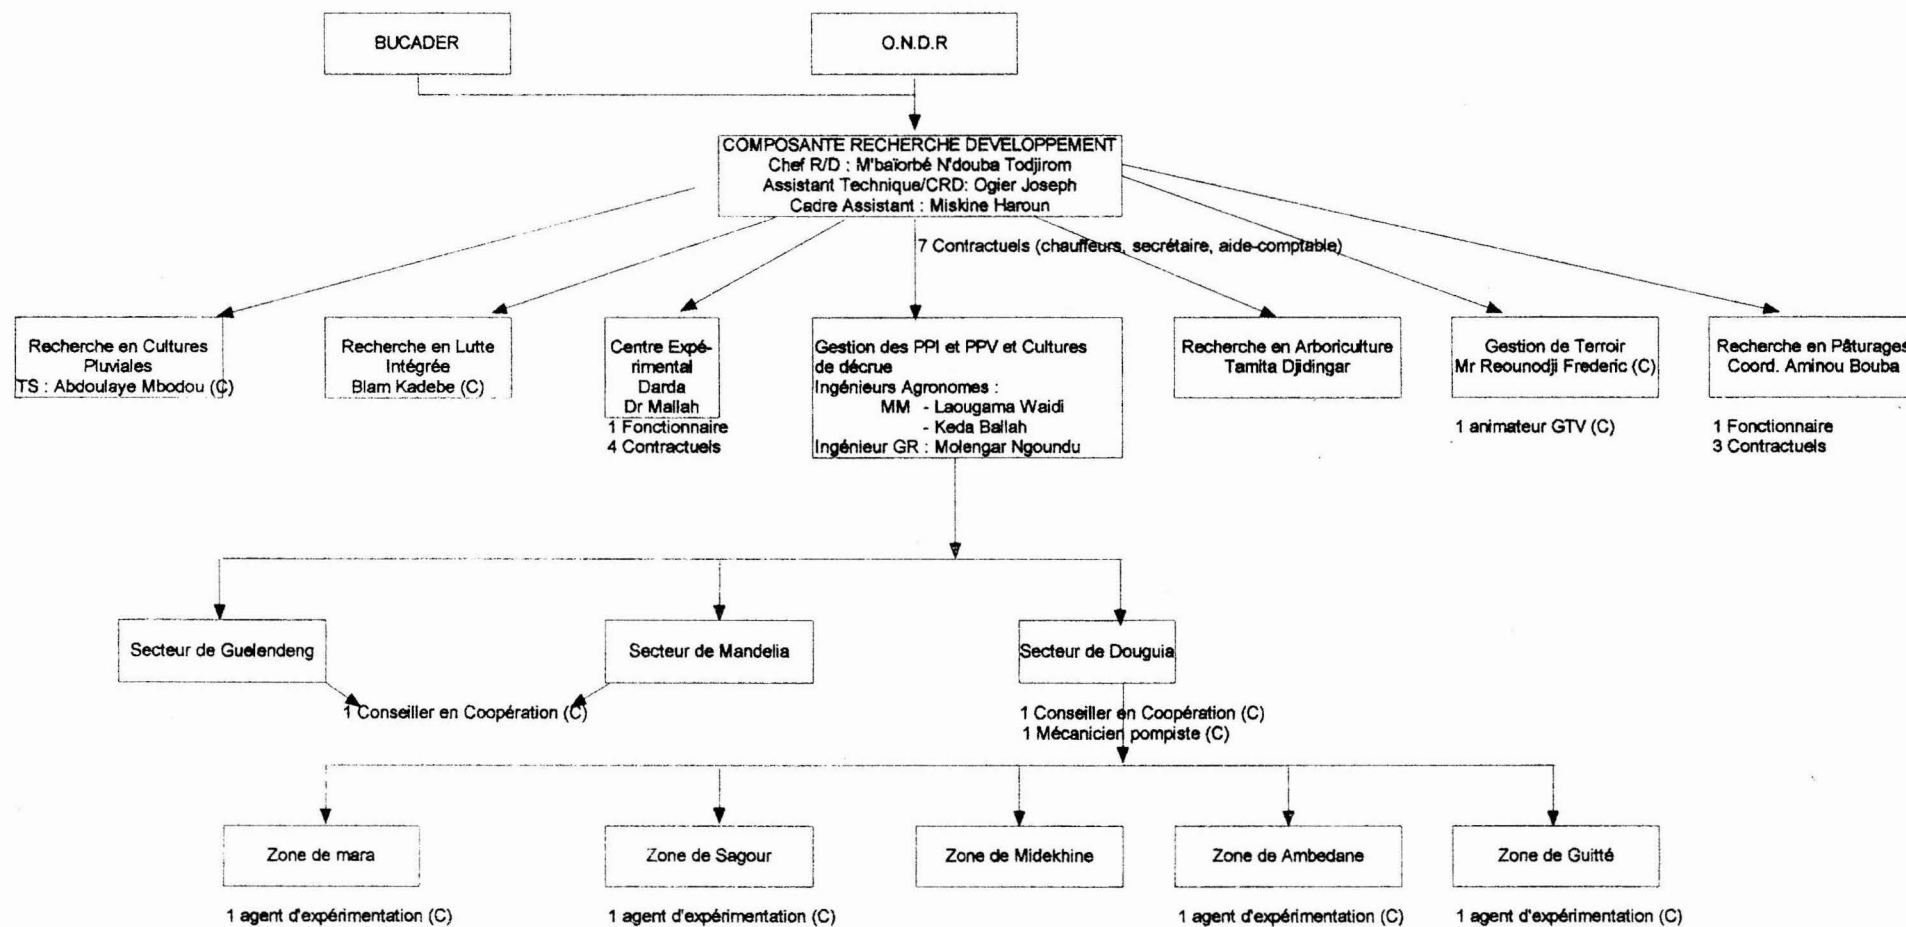 BUCADER
O.N.D.R
COMPOSANTE RECHERCHE DEVELOPPEMENT
Chef R/D : M'baïorbé N'douba Todjirom
Assistant Technique/CRD: Ogier Joseph
Cadre Assistant : Miskine Haroun
7 Contractuels (chauffeurs, secrétaire, aide-comptable)
Recherche en Cultures
Pluviales
TS : Abdoulaye Mbodou (C)
Recherche en Lutte
Intégrée
Blam Kadebe (C)
Centre Expé-
rimental
Darda
Dr Mallah
1 Fonctionnaire
4 Contractuels
Gestion des PPI et PPV et Cultures
de décrue
Ingénieurs Agronomes :
MM - Laougama Waidi
- Keda Ballah
Ingénieur GR : Molengar Ngoundu
Recherche en Arboriculture
Tamita Djidingar
Gestion de Terroir
Mr Reounodji Frederic (C)
1 animateur GTV (C)
Recherche en Pâturages
Coord. Aminou Bouba
1 Fonctionnaire
3 Contractuels
Secteur de Guelendeng
Secteur de Mandelia
Secteur de Douguia
1 Conseiller en Coopération (C)
1 Conseiller en Coopération (C)
1 Mécanicien pompiste (C)
Zone de mara
Zone de Sagour
Zone de Midekhine
Zone de Ambedane
Zone de Guitté
1 agent d'expérimentation (C)
1 agent d'expérimentation (C)
1 agent d'expérimentation (C)
1 agent d'expérimentation (C)